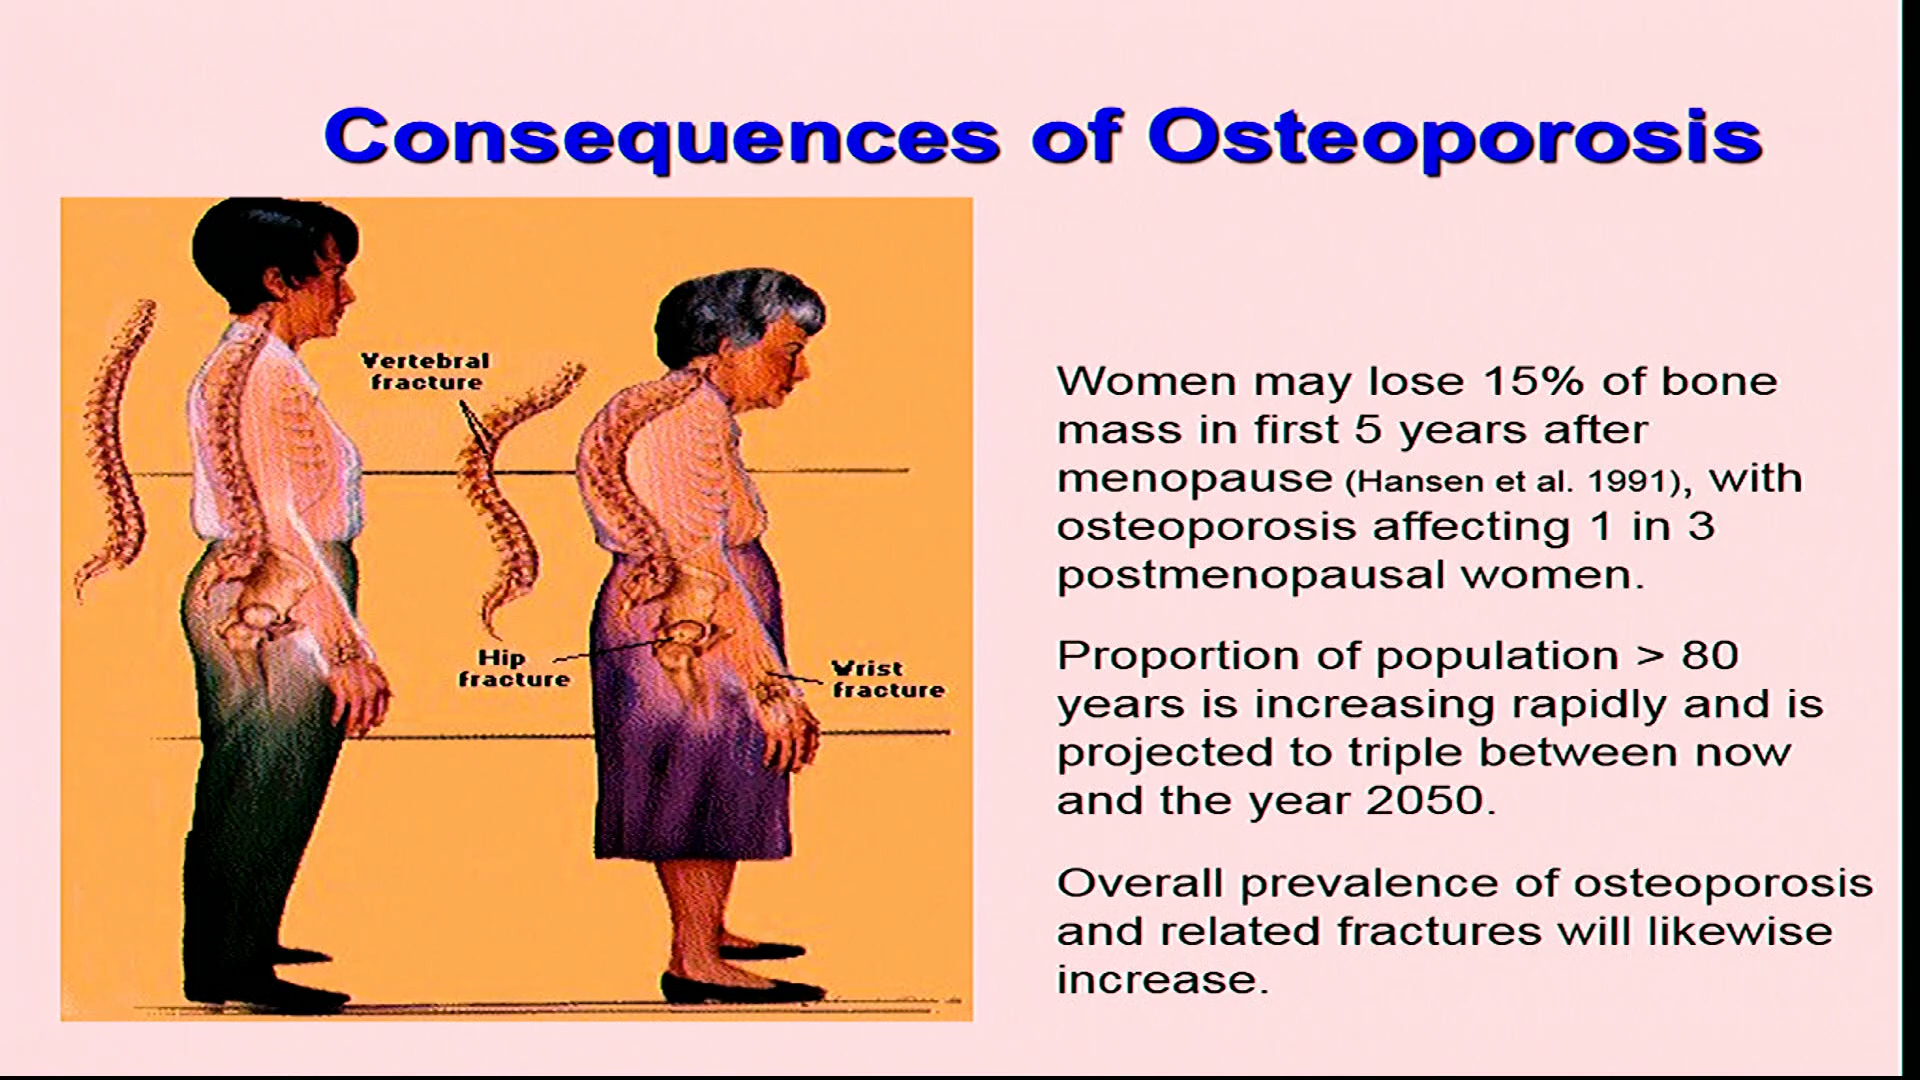 Consequences of Osteoporosis
Vertebral
fracture
Hip
fracture
Wrist
fracture
Women may lose 15% of bone
mass in first 5 years after
menopause (Hansen et al. 1991), with
osteoporosis affecting 1 in 3
postmenopausal women.
Proportion of population > 80
years is increasing rapidly and is
projected to triple between now
and the year 2050.
Overall prevalence of osteoporosis
and related fractures will likewise
increase.